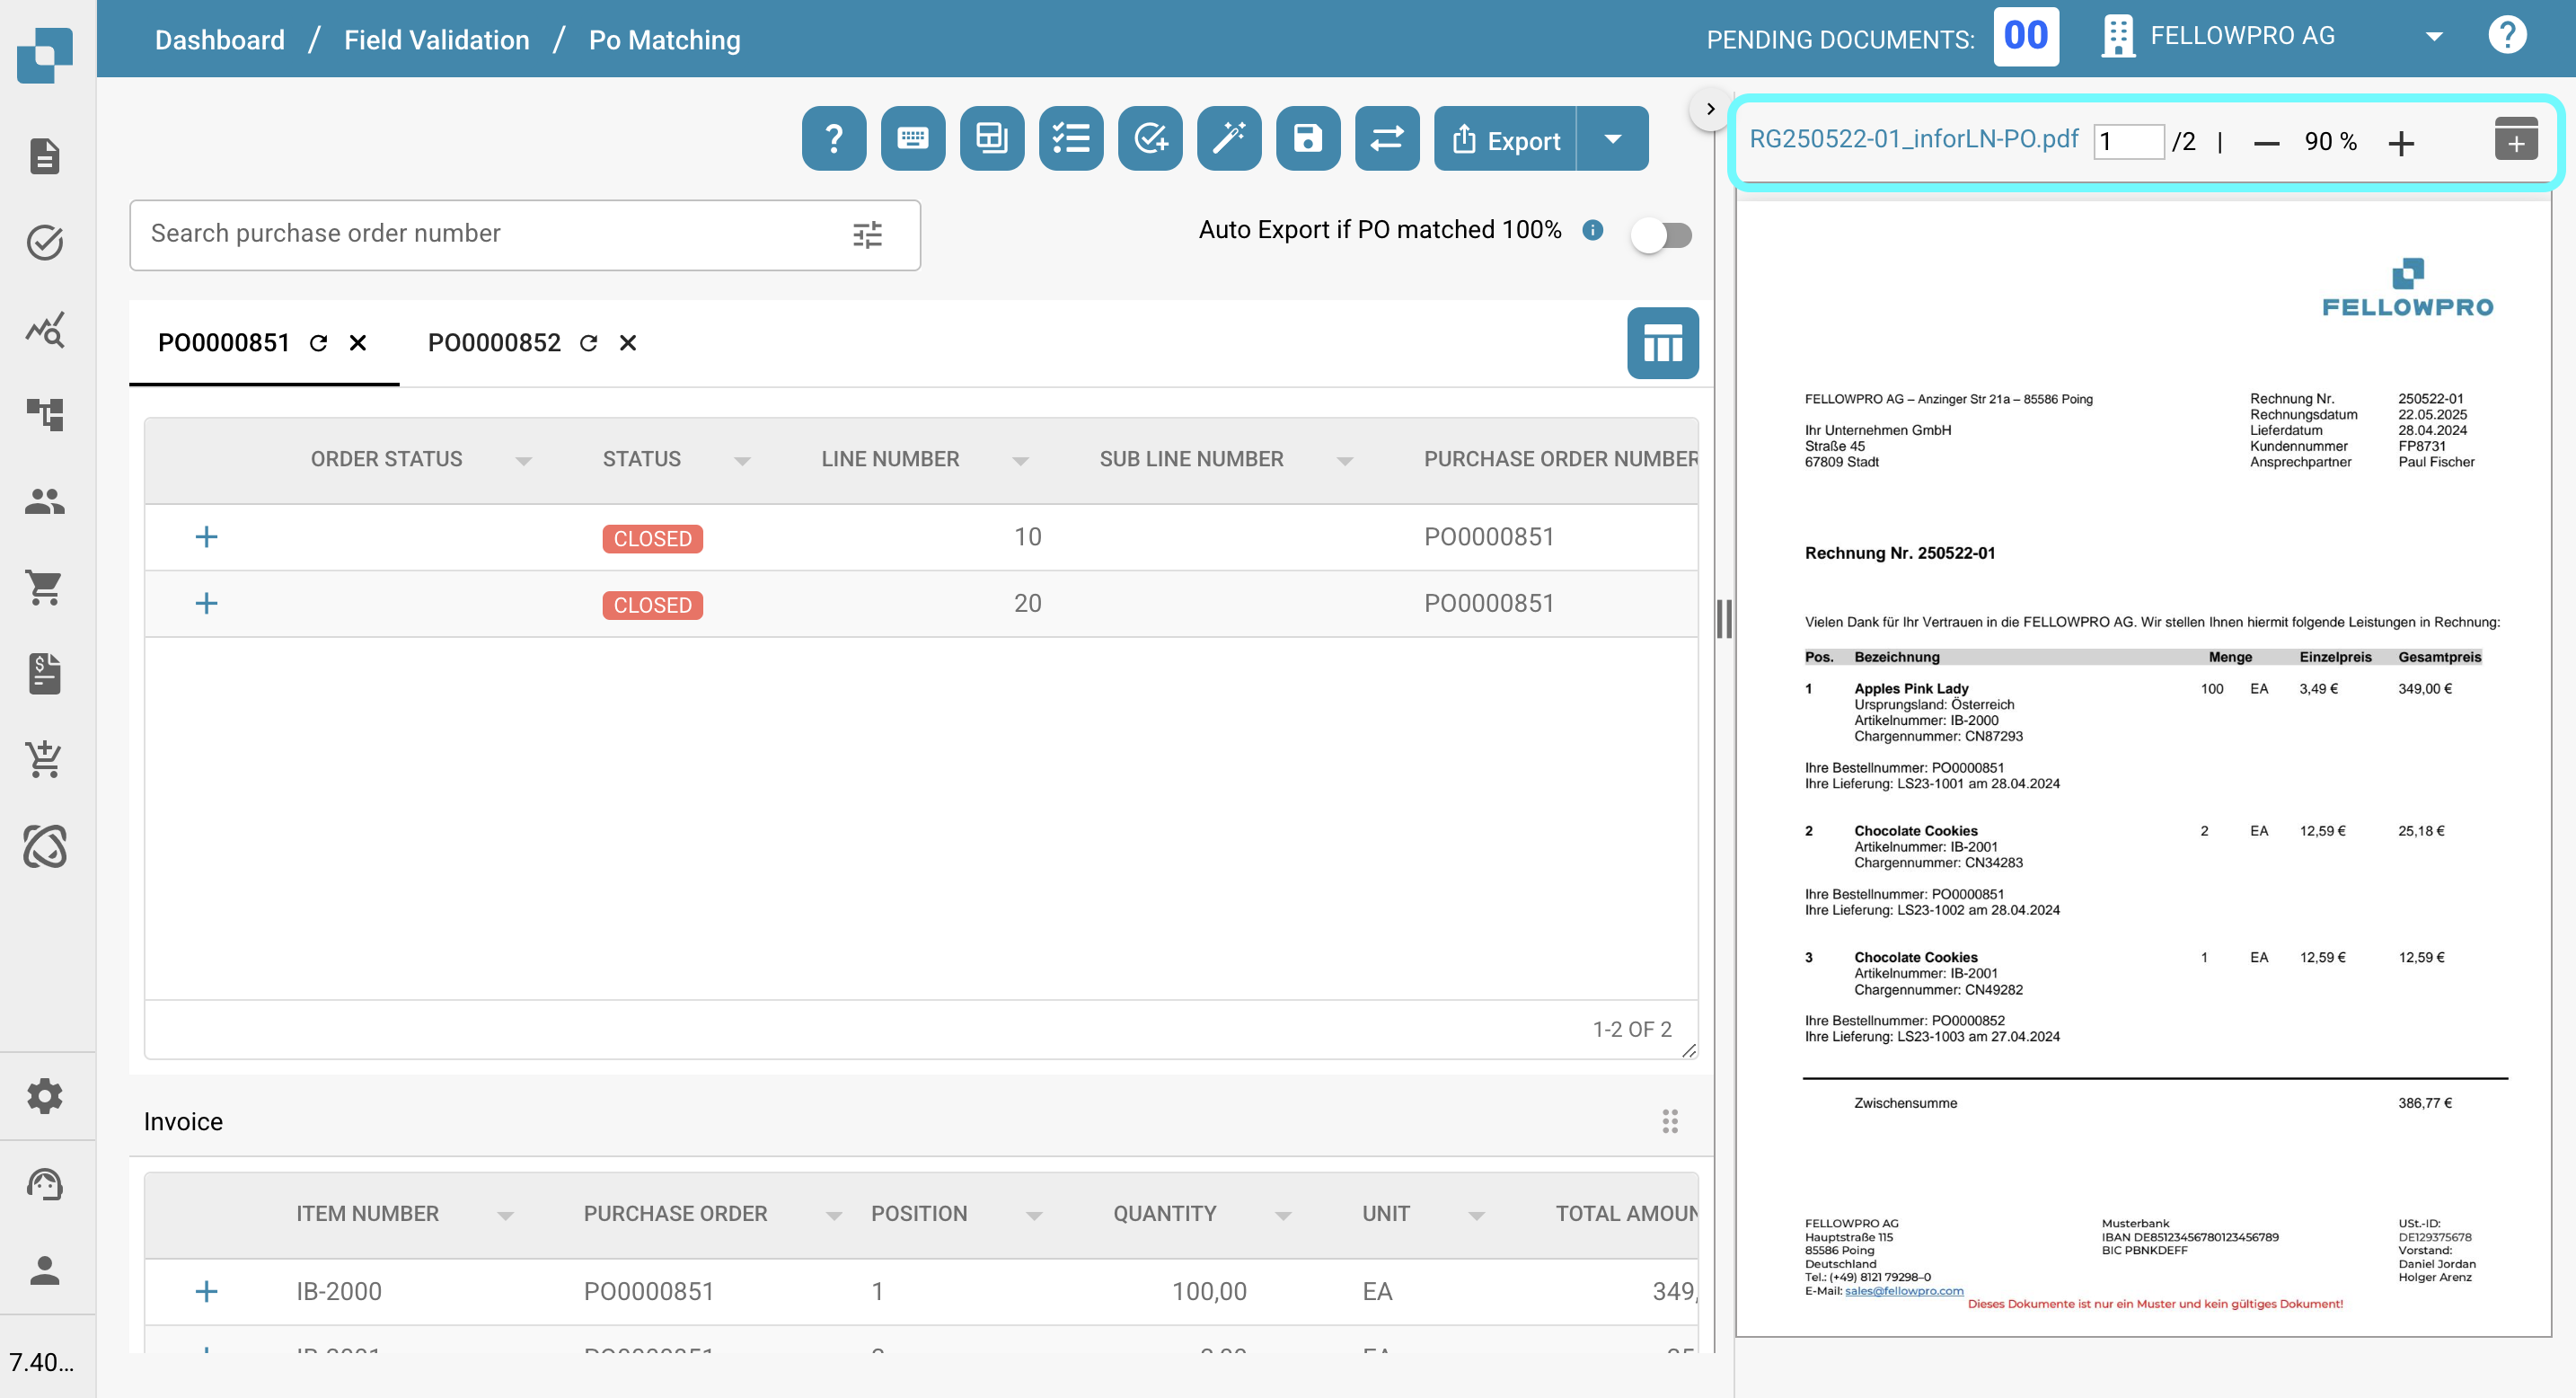 Dashboard / Field Validation / Po Matching
PENDING DOCUMENTS: 00 FELLOWPRO AG ?
? Export
RG250522-01_inforLN-PO.pdf 1 /2 | — 90 % +
Search purchase order number
Auto Export if PO matched 100%
PO0000851 PO0000852
ORDER STATUS STATUS LINE NUMBER SUB LINE NUMBER PURCHASE ORDER NUMBER
+ CLOSED 10 PO0000851
+ CLOSED 20 PO0000851
1-2 OF 2
Invoice
ITEM NUMBER PURCHASE ORDER POSITION QUANTITY UNIT TOTAL AMOUN
+ IB-2000 PO0000851 1 100,00 EA 349,
7.40...
FELLOWPRO
FELLOWPRO AG – Anzinger Str 21a – 85586 Poing
Ihr Unternehmen GmbH
Straße 45
67809 Stadt
Rechnung Nr. 250522-01
Rechnungsdatum 22.05.2025
Lieferdatum 28.04.2024
Kundennummer FP8731
Ansprechpartner Paul Fischer
Rechnung Nr. 250522-01
Vielen Dank für Ihr Vertrauen in die FELLOWPRO AG. Wir stellen Ihnen hiermit folgende Leistungen in Rechnung:
Pos. Bezeichnung Menge Einzelpreis Gesamtpreis
1 Apples Pink Lady 100 EA 3,49 € 349,00 €
Ursprungsland: Österreich
Artikelnummer: IB-2000
Chargennummer: CN87293
Ihre Bestellnummer: PO0000851
Ihre Lieferung: LS23-1001 am 28.04.2024
2 Chocolate Cookies 2 EA 12,59 € 25,18 €
Artikelnummer: IB-2001
Chargennummer: CN34283
Ihre Bestellnummer: PO0000851
Ihre Lieferung: LS23-1002 am 28.04.2024
3 Chocolate Cookies 1 EA 12,59 € 12,59 €
Artikelnummer: IB-2001
Chargennummer: CN49282
Ihre Bestellnummer: PO0000852
Ihre Lieferung: LS23-1003 am 27.04.2024
Zwischensumme 386,77 €
FELLOWPRO AG
Hauptstraße 115
85586 Poing
Deutschland
Tel.: (+49) 8121 79298–0
E-Mail: sales@fellowpro.com
Musterbank
IBAN DE85123456780123456789
BIC PBNKDEFF
USt.-ID:
DE129375678
Vorstand:
Daniel Jordan
Holger Arenz
Dieses Dokumente ist nur ein Muster und kein gültiges Dokument!